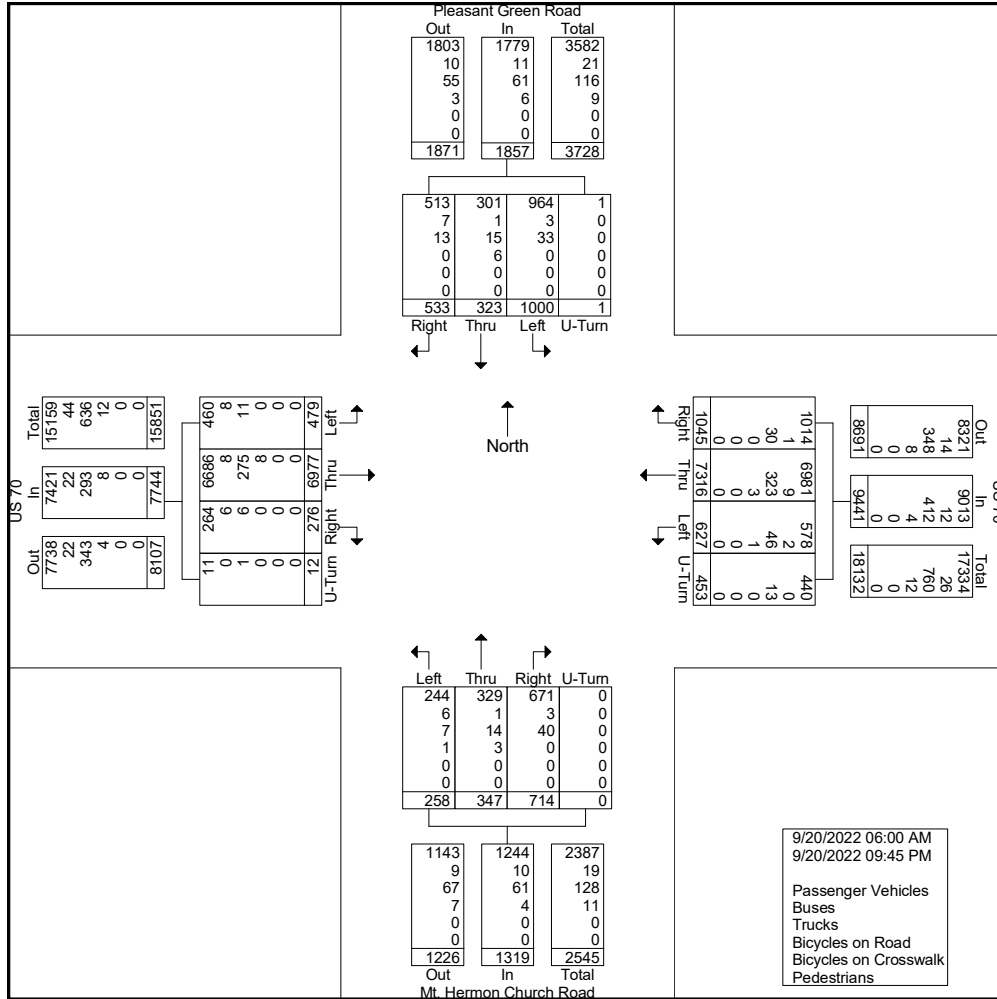 Pleasant Green Road
Out In Total
1803 1779 3582
10 11 21
55 61 116
3 6 9
0 0 0
0 0 0
1871 1857 3728
513 301 964 1
7 1 3 0
13 15 33 0
0 6 0 0
0 0 0 0
0 0 0 0
533 323 1000 1
Right Thru Left U-Turn
US 70
Total
15159
44
636
12
0
0
15851
In
7421
22
293
8
0
0
7744
Out
7738
22
343
4
0
0
8107
460
8
11
0
0
0
479
Left
6686
8
275
8
0
0
6977
Thru
264
6
6
0
0
0
276
Right
11
0
1
0
0
0
12
U-Turn
North
Right
1014
1
30
0
0
0
1045
Thru
6981
9
323
3
0
0
7316
Left
578
2
46
1
0
0
627
U-Turn
440
0
13
0
0
0
453
US 70
Out
8321
14
348
8
0
0
8691
In
9013
12
412
4
0
0
9441
Total
17334
26
760
12
0
0
18132
Left Thru Right U-Turn
244 329 671 0
6 1 3 0
7 14 40 0
1 3 0 0
0 0 0 0
0 0 0 0
258 347 714 0
1143 1244 2387
9 10 19
67 61 128
7 4 11
0 0 0
0 0 0
1226 1319 2545
Out In Total
Mt. Hermon Church Road
9/20/2022 06:00 AM
9/20/2022 09:45 PM
Passenger Vehicles
Buses
Trucks
Bicycles on Road
Bicycles on Crosswalk
Pedestrians